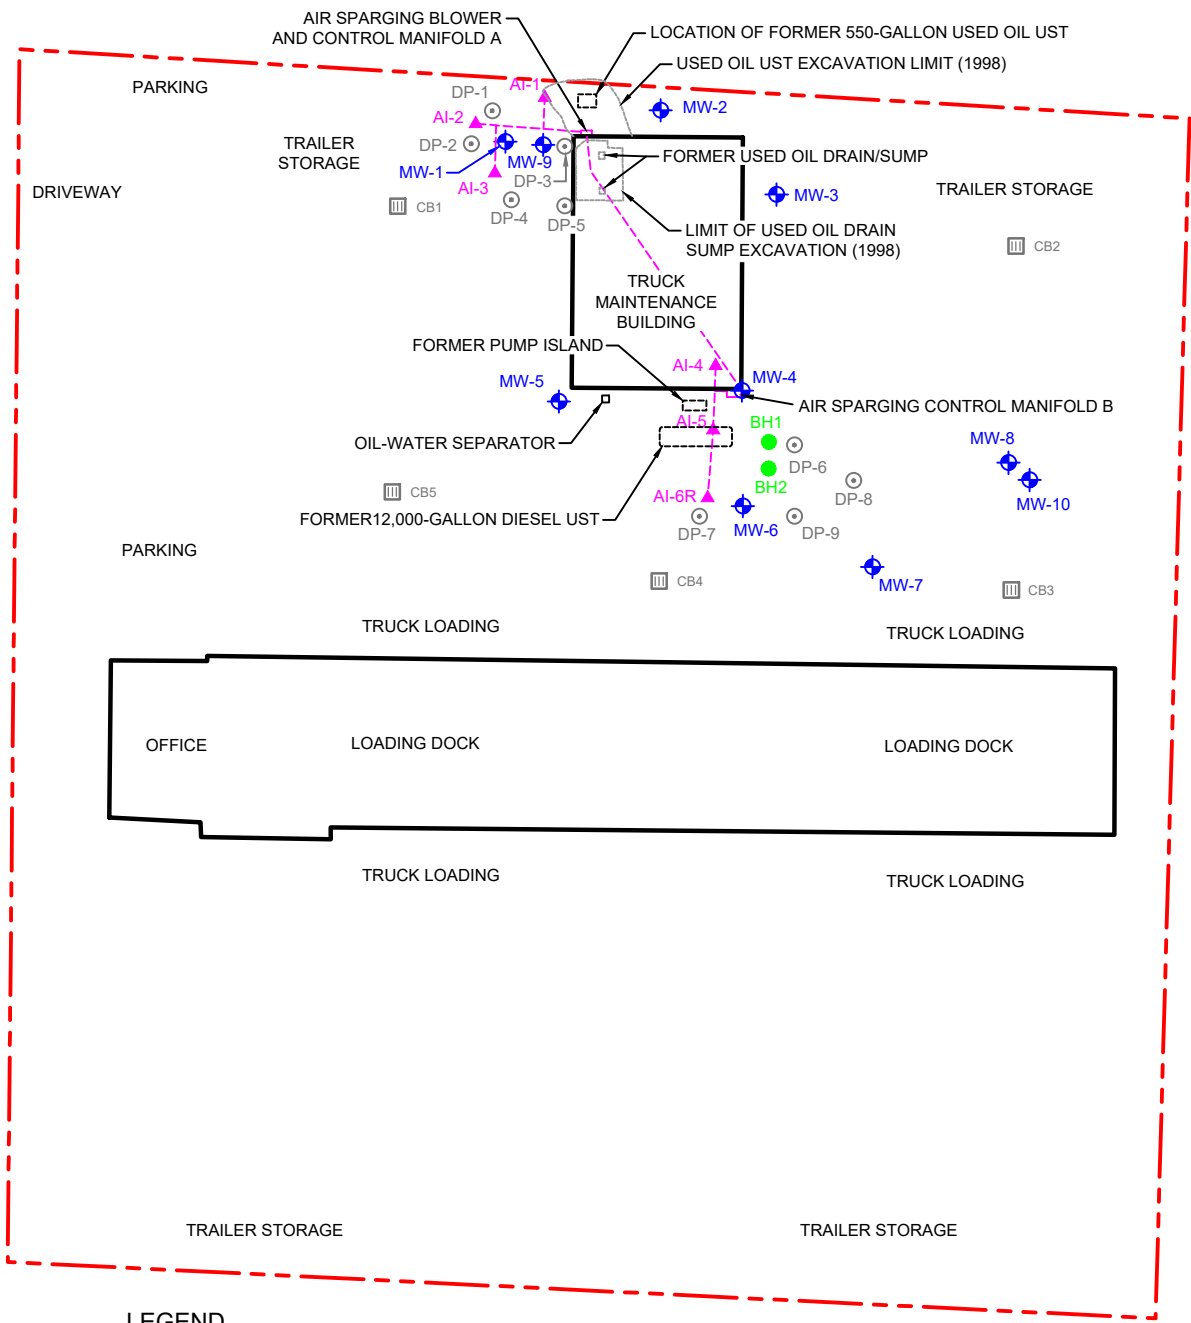 AIR SPARGING BLOWER
AND CONTROL MANIFOLD A
LOCATION OF FORMER 550-GALLON USED OIL UST
USED OIL UST EXCAVATION LIMIT (1998)
PARKING
AI-1
DP-1
MW-2
AI-2
TRAILER
STORAGE
DP-2
MW-1
MW-9
DP-3
FORMER USED OIL DRAIN/SUMP
DRIVEWAY
AI-3
MW-3
TRAILER STORAGE
CB1
DP-4
DP-5
LIMIT OF USED OIL DRAIN
SUMP EXCAVATION (1998)
CB2
TRUCK
MAINTENANCE
BUILDING
FORMER PUMP ISLAND
AI-4
MW-5
MW-4
AIR SPARGING CONTROL MANIFOLD B
AI-5
BH1
OIL-WATER SEPARATOR
MW-8
DP-6
BH2
CB5
AI-6R
DP-8
MW-10
FORMER12,000-GALLON DIESEL UST
DP-7
MW-6
DP-9
PARKING
CB4
MW-7
CB3
TRUCK LOADING
TRUCK LOADING
OFFICE
LOADING DOCK
LOADING DOCK
TRUCK LOADING
TRUCK LOADING
TRAILER STORAGE
TRAILER STORAGE
LEGEND